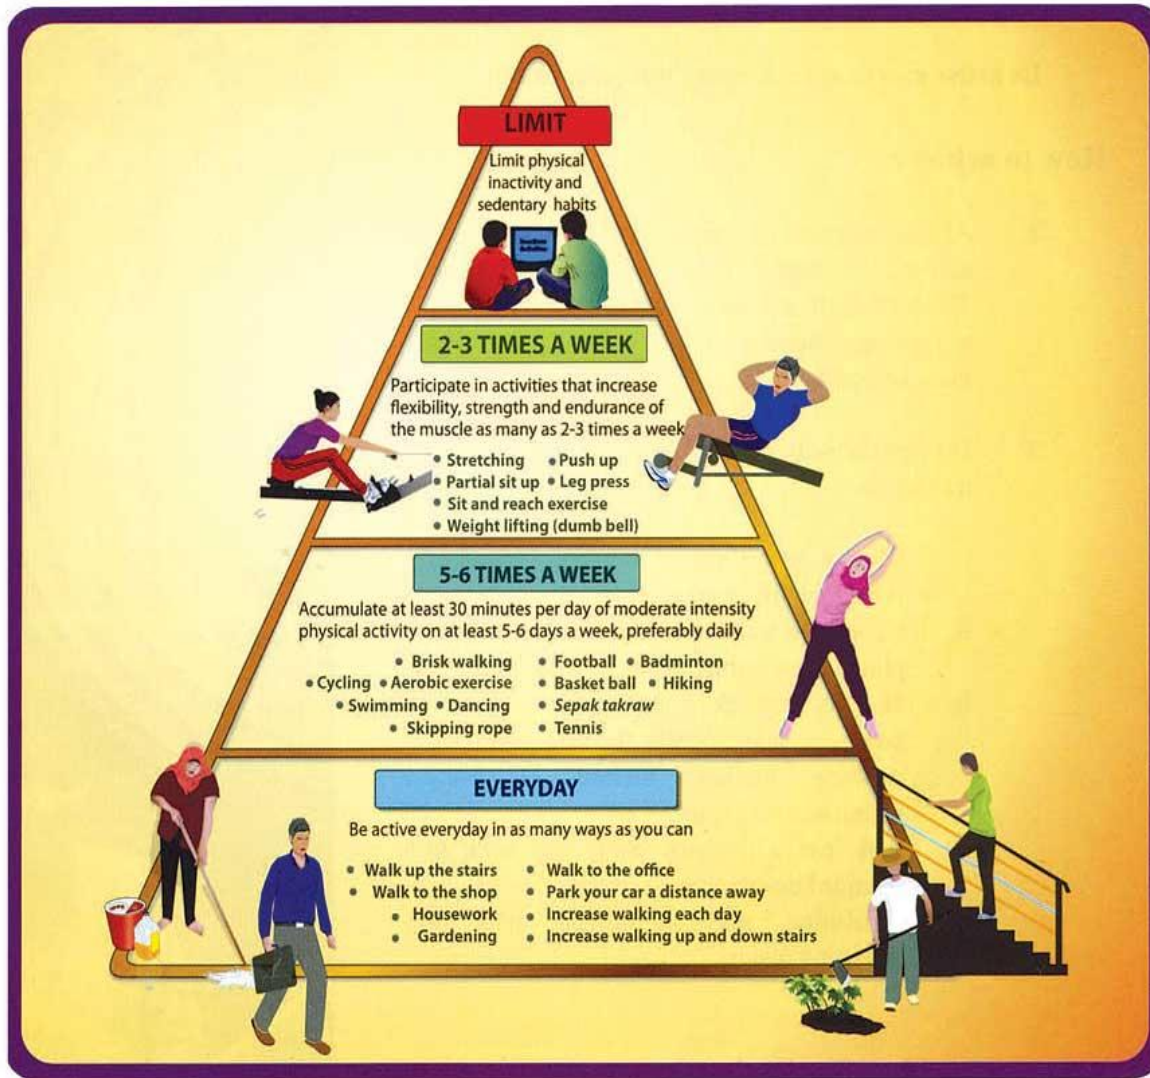 LIMIT
Limit physical
inactivity and
sedentary habits
2-3 TIMES A WEEK
Participate in activities that increase
flexibility, strength and endurance of
the muscle as many as 2-3 times a week
• Stretching • Push up
• Partial sit up • Leg press
• Sit and reach exercise
• Weight lifting (dumb bell)
5-6 TIMES A WEEK
Accumulate at least 30 minutes per day of moderate intensity
physical activity on at least 5-6 days a week, preferably daily
• Brisk walking • Football • Badminton
• Cycling • Aerobic exercise • Basket ball • Hiking
• Swimming • Dancing • Sepak takraw
• Skipping rope • Tennis
EVERYDAY
Be active everyday in as many ways as you can
• Walk up the stairs • Walk to the office
• Walk to the shop • Park your car a distance away
• Housework • Increase walking each day
• Gardening • Increase walking up and down stairs